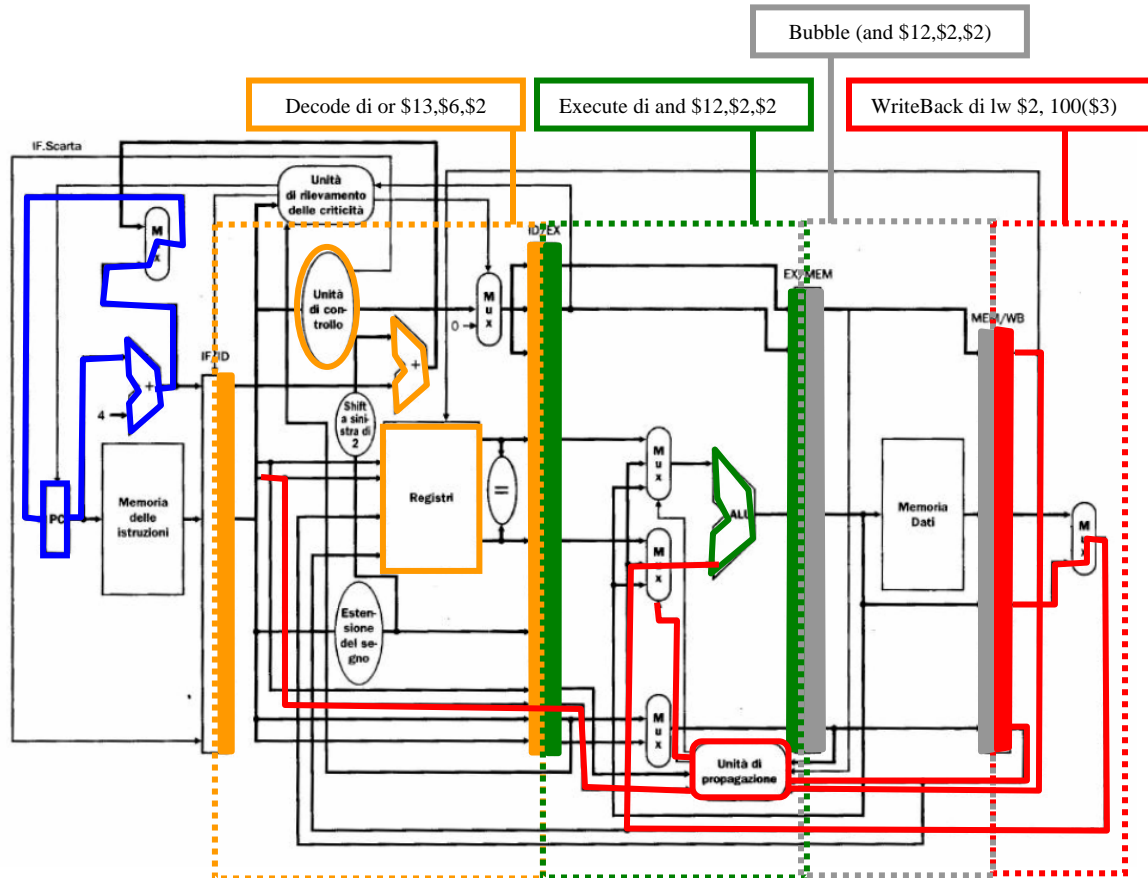 Bubble (and $12,$2,$2)
Decode di or $13,$6,$2
Execute di and $12,$2,$2
WriteBack di lw $2, 100($3)
IF.Scarta
Unità
di rilevamento
delle criticità
M
x
ID/EX
EX/MEM
MEM/WB
IF/ID
Unità
di con-
trollo
M
u
x
0
+
+
4
Shift
a sini-
stra di
2
PC
Memoria
delle
istruzioni
Registri
=
M
u
x
ALU
M
u
x
Memoria
Dati
M
u
x
Esten-
sione
del se-
gno
M
u
x
Unità di
propagazione